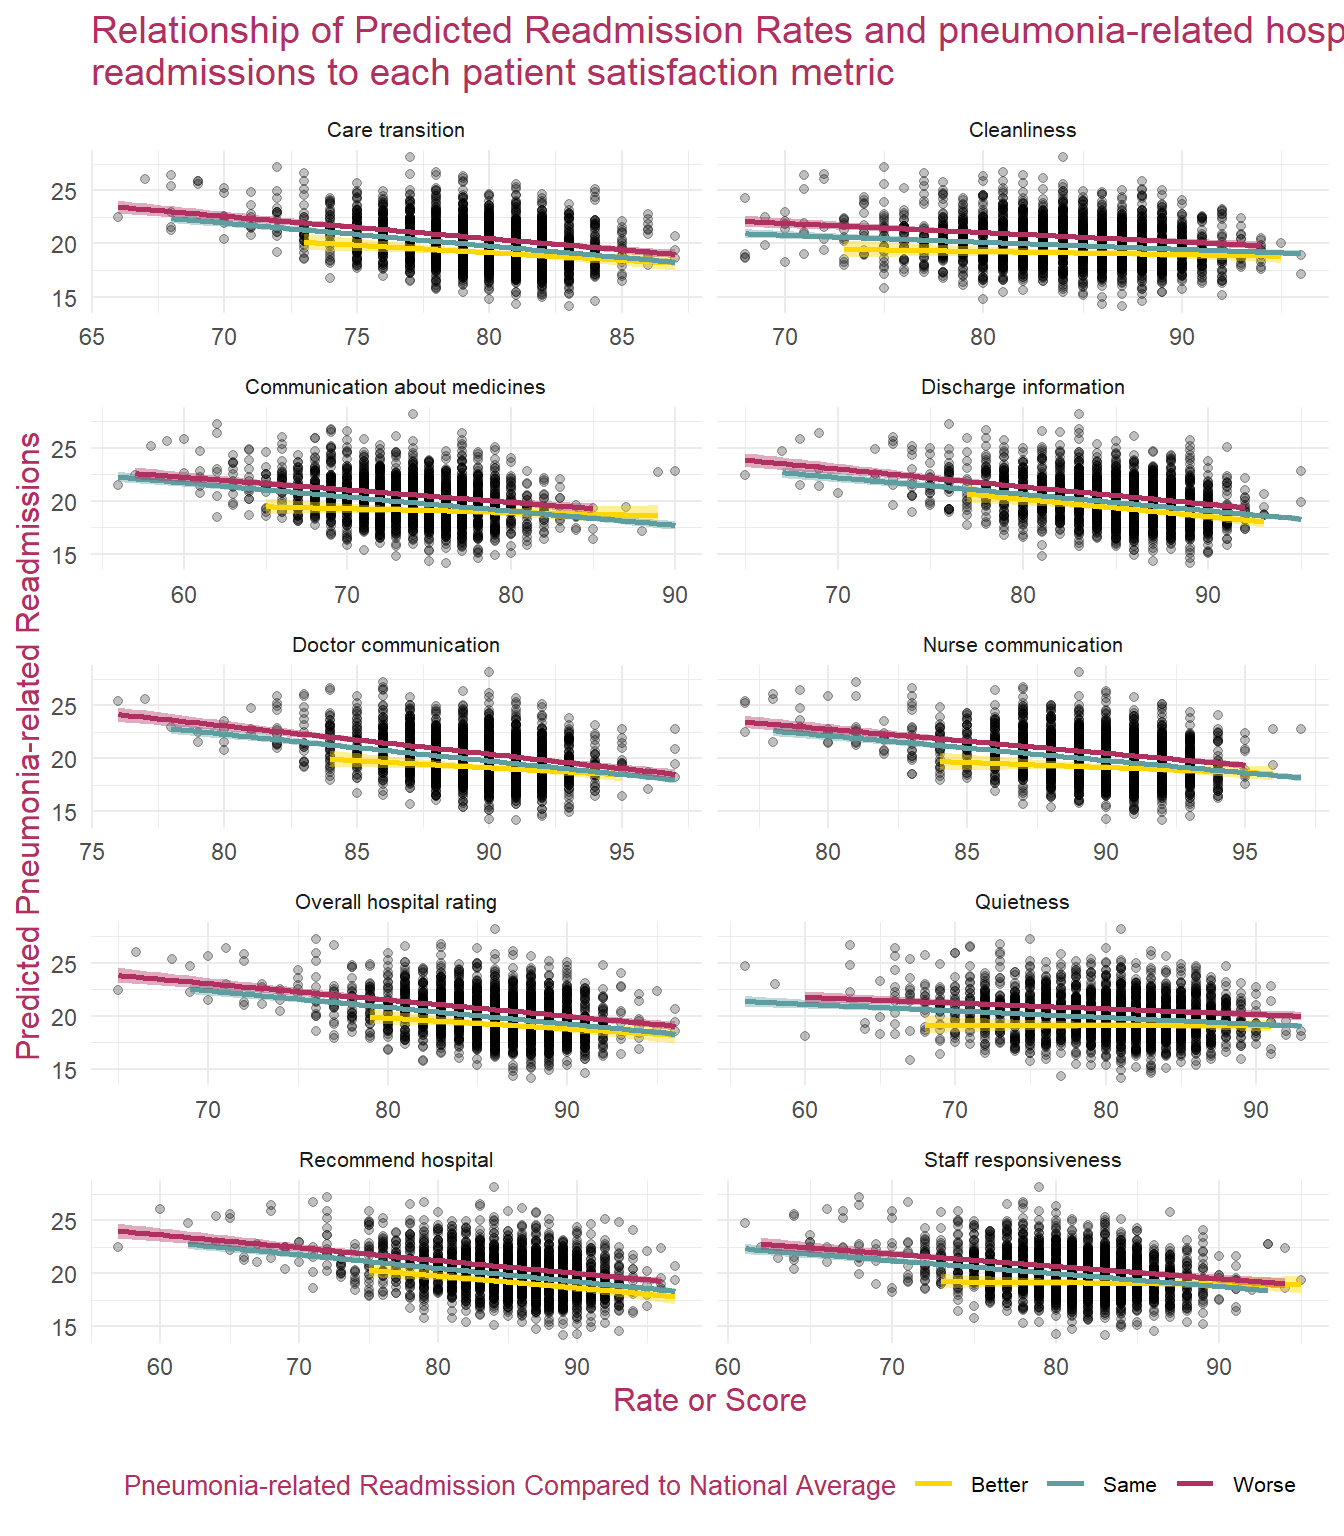 Relationship of Predicted Readmission Rates and pneumonia-related hosp
readmissions to each patient satisfaction metric
Predicted Pneumonia-related Readmissions
Care transition
Cleanliness
25
20
15
65 70 75 80 85
70 80 90
Communication about medicines
Discharge information
25
20
15
60 70 80 90
70 80 90
Doctor communication
Nurse communication
25
20
15
75 80 85 90 95
80 85 90 95
Overall hospital rating
Quietness
25
20
15
70 80 90
60 70 80 90
Recommend hospital
Staff responsiveness
25
20
15
60 70 80 90
60 70 80 90
Rate or Score
Pneumonia-related Readmission Compared to National Average Better Same Worse